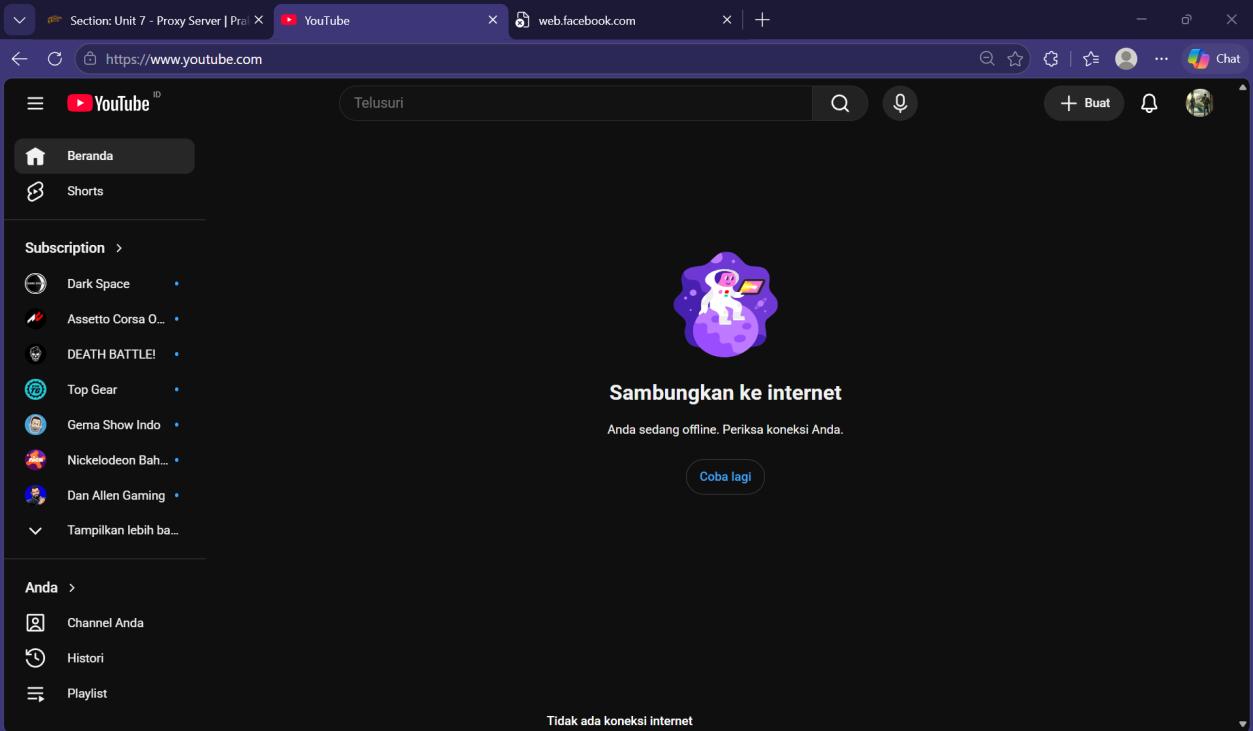 Section: Unit 7 - Proxy Server | Pra
YouTube
web.facebook.com
https://www.youtube.com
Chat
YouTube ID
Telusuri
Buat
Beranda
Shorts
Subscription
Dark Space
Assetto Corsa O...
DEATH BATTLE!
Top Gear
Gema Show Indo
Nickelodeon Bah...
Dan Allen Gaming
Tampilkan lebih ba...
Anda
Channel Anda
Histori
Playlist
Sambungkan ke internet
Anda sedang offline. Periksa koneksi Anda.
Coba lagi
Tidak ada koneksi internet